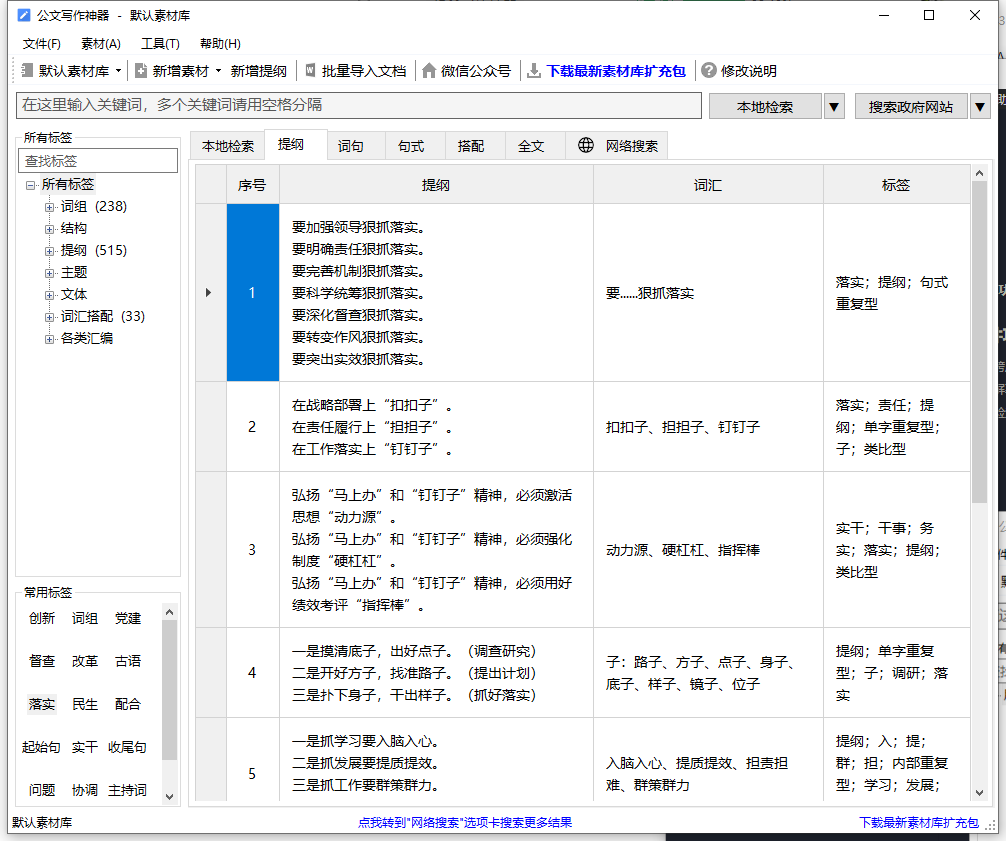 公文写作神器 - 默认素材库
文件(F) 素材(A) 工具(T) 帮助(H)
默认素材库 新增素材 新增提纲 批量导入文档 微信公众号 下载最新素材库扩充包 修改说明
在这里输入关键词，多个关键词请用空格分隔 本地检索 搜索政府网站
所有标签
查找标签
所有标签
词组 (238)
结构
提纲 (515)
主题
文体
词汇搭配 (33)
各类汇编
常用标签
创新 词组 党建
督查 改革 古语
落实 民生 配合
起始句 实干 收尾句
问题 协调 主持词
本地检索 提纲 词句 句式 搭配 全文 网络搜索
序号 提纲 词汇 标签
1
要加强领导狠抓落实。
要明确责任狠抓落实。
要完善机制狠抓落实。
要科学统筹狠抓落实。
要深化督查狠抓落实。
要转变作风狠抓落实。
要突出实效狠抓落实。
要......狠抓落实
落实；提纲；句式
重复型
2
在战略部署上“扣扣子”。
在责任履行上“担担子”。
在工作落实上“钉钉子”。
扣扣子、担担子、钉钉子
落实；责任；提
纲；单字重复型；
子；类比型
3
弘扬“马上办”和“钉钉子”精神，必须激活
思想“动力源”。
弘扬“马上办”和“钉钉子”精神，必须强化
制度“硬杠杠”。
弘扬“马上办”和“钉钉子”精神，必须用好
绩效考评“指挥棒”。
动力源、硬杠杠、指挥棒
实干；干事；务
实；落实；提纲；
类比型
4
一是摸清底子，出好点子。（调查研究）
二是开好方子，找准路子。（提出计划）
三是扑下身子，干出样子。（抓好落实）
子：路子、方子、点子、身子、
底子、样子、镜子、位子
提纲；单字重复
型；子；调研；落
实
5
一是抓学习要入脑入心。
二是抓发展要提质提效。
三是抓工作要群策群力。
入脑入心、提质提效、担责担
难、群策群力
提纲；入；提；
群；担；内部重复
型；学习；发展；
默认素材库 点我转到"网络搜索"选项卡搜索更多结果 下载最新素材库扩充包